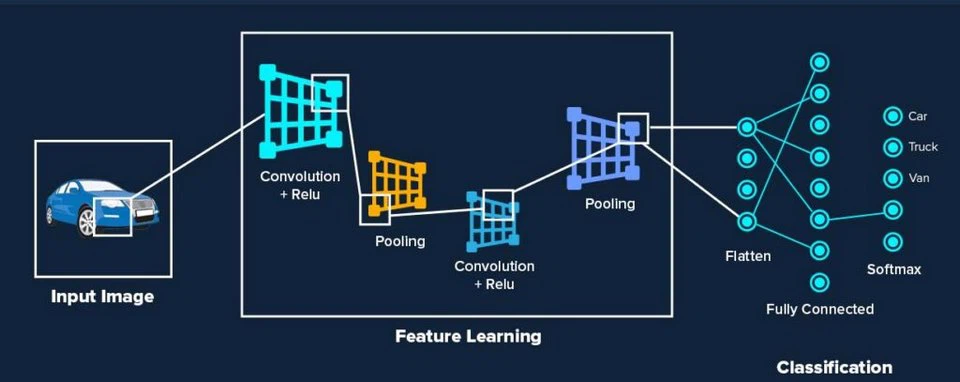 Input Image
Convolution
+ Relu
Pooling
Convolution
+ Relu
Pooling
Feature Learning
Flatten
Fully Connected
Car
Truck
Van
Softmax
Classification